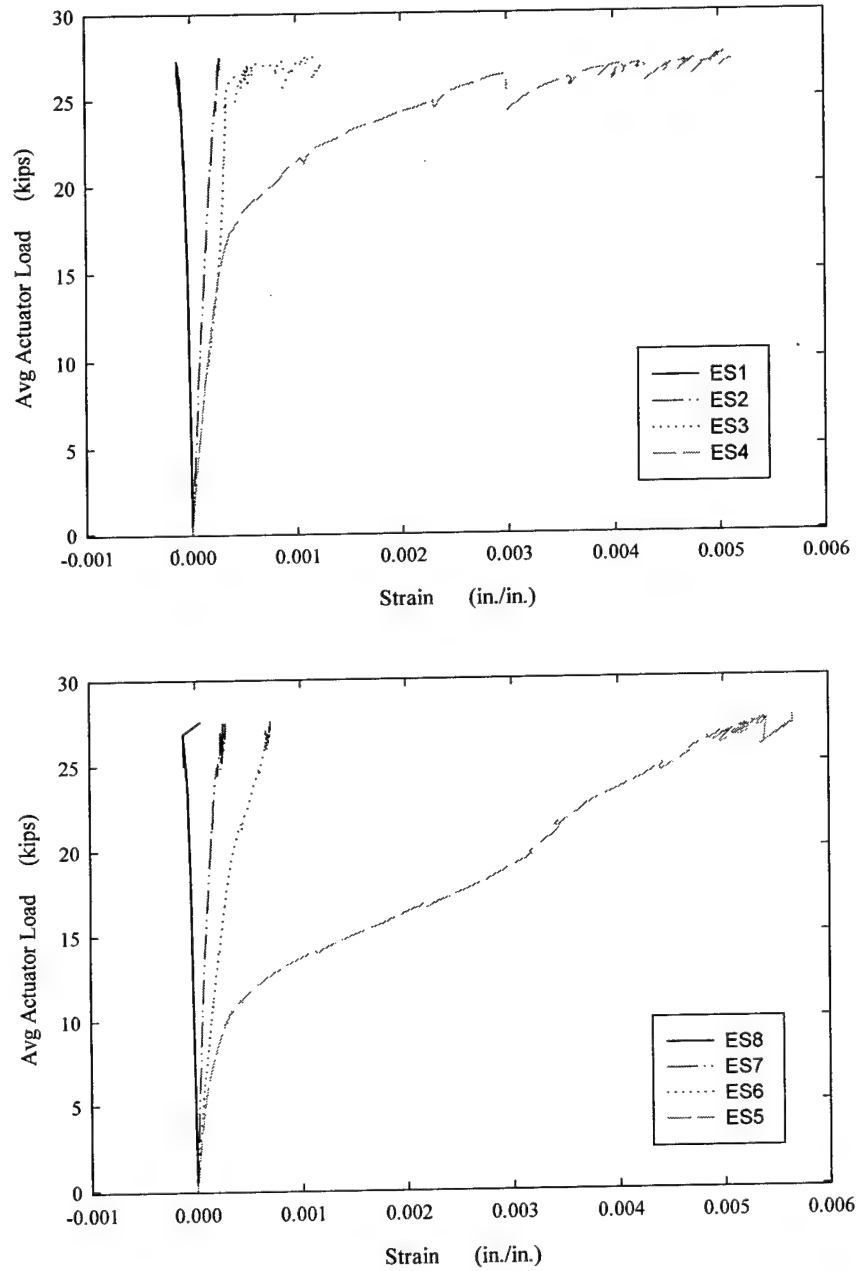 30
25
20
15
10
5
0
Avg Actuator Load (kips)
ES1
ES2
ES3
ES4
-0.001 0.000 0.001 0.002 0.003 0.004 0.005 0.006
Strain (in./in.)
30
25
20
15
10
5
0
Avg Actuator Load (kips)
ES8
ES7
ES6
ES5
-0.001 0.000 0.001 0.002 0.003 0.004 0.005 0.006
Strain (in./in.)